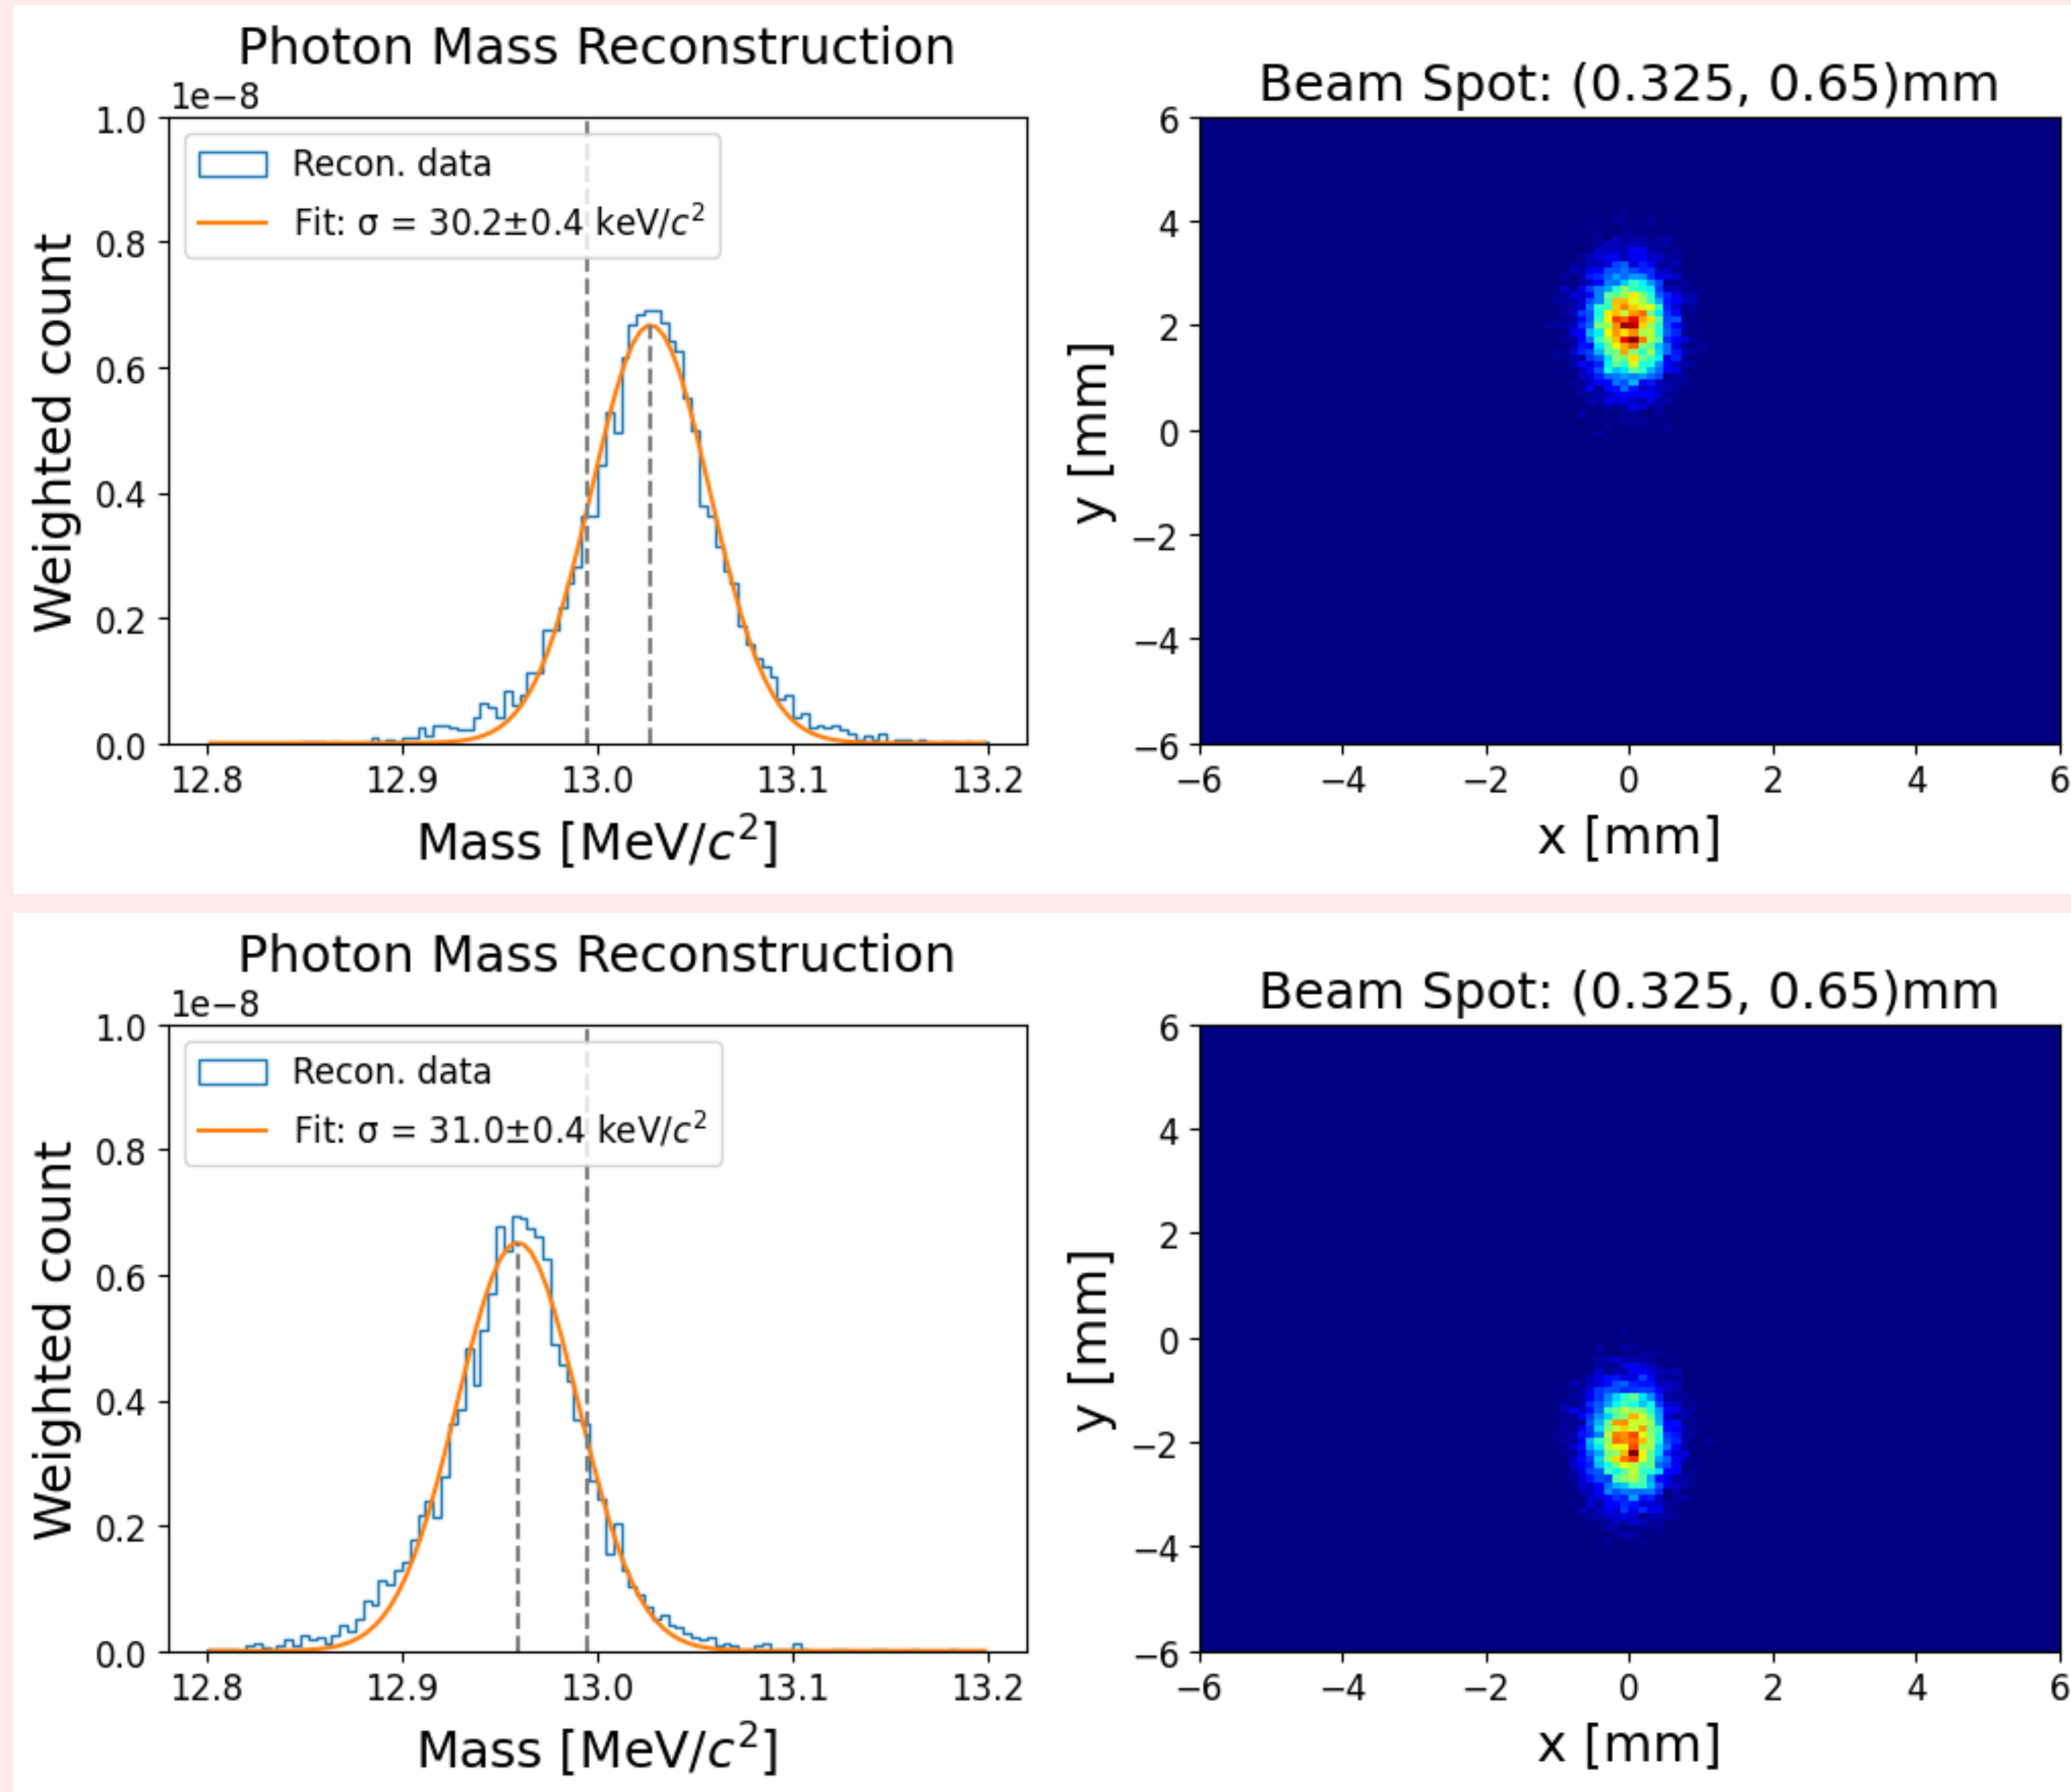 Photon Mass Reconstruction
1e−8
1.0
0.8
0.6
0.4
0.2
0.0
Weighted count
Recon. data
Fit: σ = 30.2±0.4 keV/c²
12.8 12.9 13.0 13.1 13.2
Mass [MeV/c²]
Beam Spot: (0.325, 0.65)mm
6
4
2
0
−2
−4
−6
y [mm]
−6 −4 −2 0 2 4 6
x [mm]
Photon Mass Reconstruction
1e−8
1.0
0.8
0.6
0.4
0.2
0.0
Weighted count
Recon. data
Fit: σ = 31.0±0.4 keV/c²
12.8 12.9 13.0 13.1 13.2
Mass [MeV/c²]
Beam Spot: (0.325, 0.65)mm
6
4
2
0
−2
−4
−6
y [mm]
−6 −4 −2 0 2 4 6
x [mm]